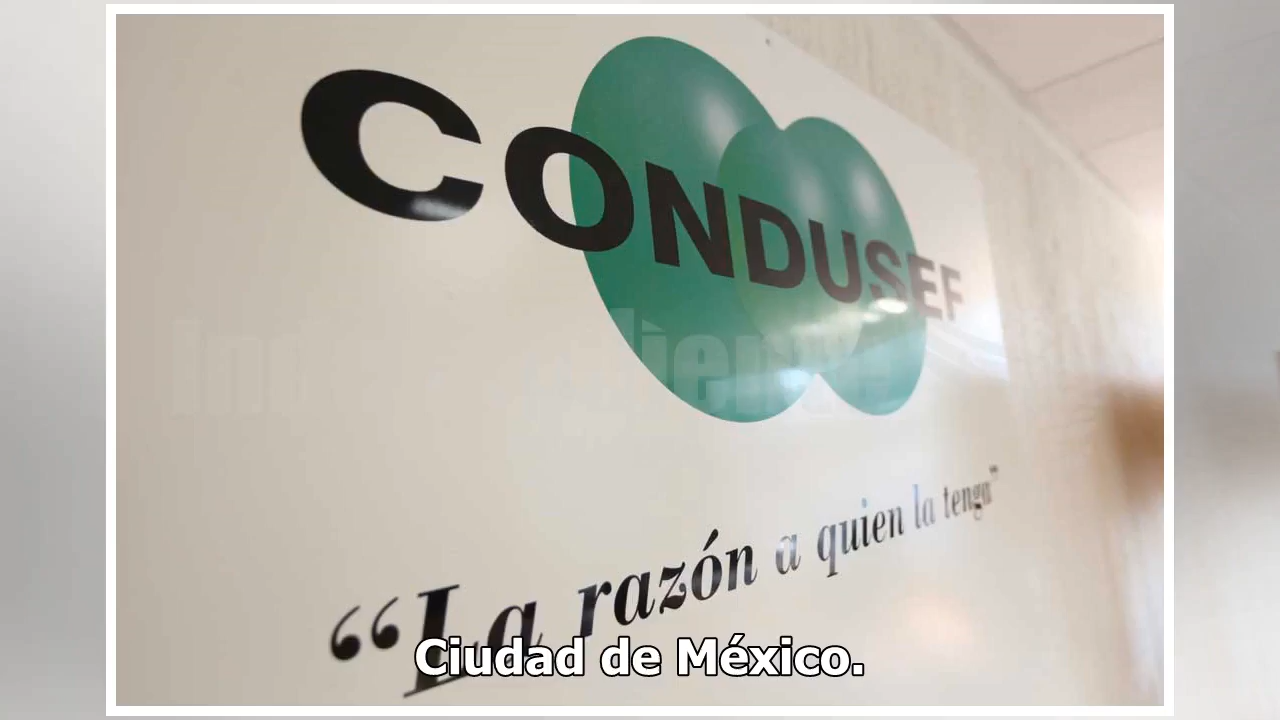 CONDUSEF
“La razón a quien la tenga”
Ciudad de México.